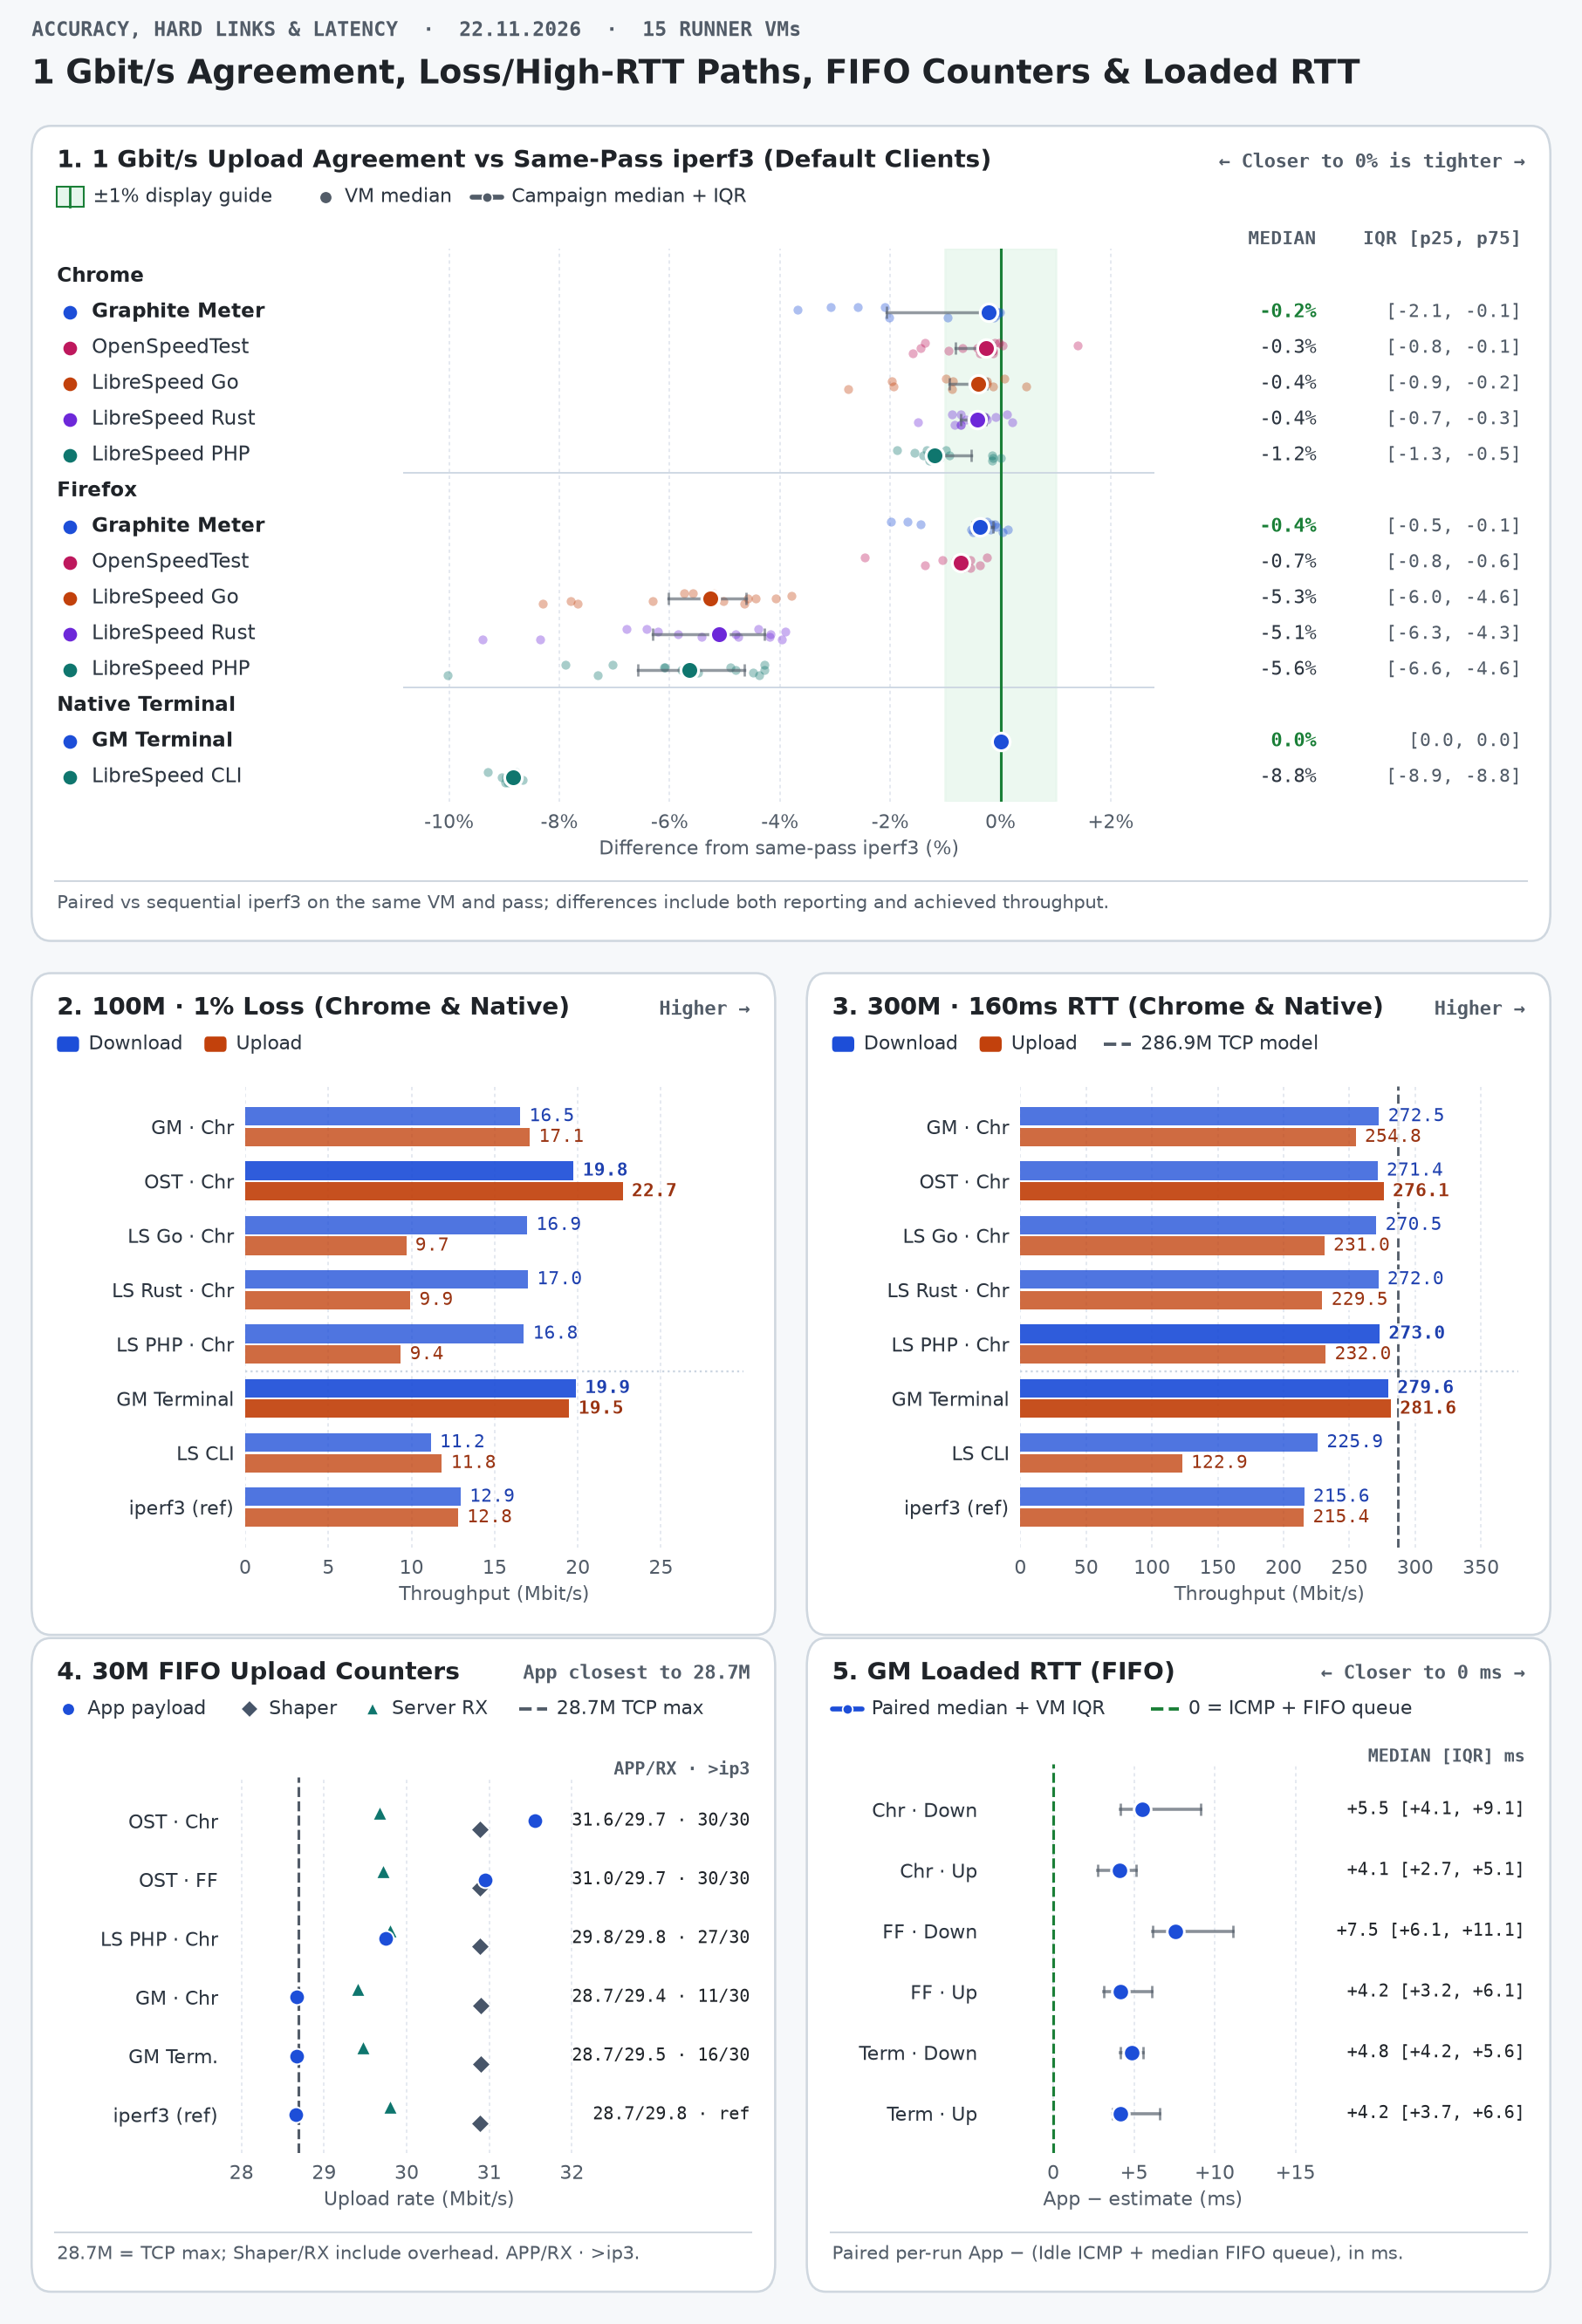 ACCURACY, HARD LINKS & LATENCY · 22.11.2026 · 15 RUNNER VMs
1 Gbit/s Agreement, Loss/High-RTT Paths, FIFO Counters & Loaded RTT
1. 1 Gbit/s Upload Agreement vs Same-Pass iperf3 (Default Clients)
← Closer to 0% is tighter →
±1% display guide
VM median
Campaign median + IQR
MEDIAN IQR [p25, p75]
Chrome
Graphite Meter -0.2% [-2.1, -0.1]
OpenSpeedTest -0.3% [-0.8, -0.1]
LibreSpeed Go -0.4% [-0.9, -0.2]
LibreSpeed Rust -0.4% [-0.7, -0.3]
LibreSpeed PHP -1.2% [-1.3, -0.5]
Firefox
Graphite Meter -0.4% [-0.5, -0.1]
OpenSpeedTest -0.7% [-0.8, -0.6]
LibreSpeed Go -5.3% [-6.0, -4.6]
LibreSpeed Rust -5.1% [-6.3, -4.3]
LibreSpeed PHP -5.6% [-6.6, -4.6]
Native Terminal
GM Terminal 0.0% [0.0, 0.0]
LibreSpeed CLI -8.8% [-8.9, -8.8]
-10% -8% -6% -4% -2% 0% +2%
Difference from same-pass iperf3 (%)
Paired vs sequential iperf3 on the same VM and pass; differences include both reporting and achieved throughput.
2. 100M · 1% Loss (Chrome & Native)
Higher →
Download Upload
GM · Chr 16.5
17.1
OST · Chr 19.8
22.7
LS Go · Chr 16.9
9.7
LS Rust · Chr 17.0
9.9
LS PHP · Chr 16.8
9.4
GM Terminal 19.9
19.5
LS CLI 11.2
11.8
iperf3 (ref) 12.9
12.8
0 5 10 15 20 25
Throughput (Mbit/s)
3. 300M · 160ms RTT (Chrome & Native)
Higher →
Download Upload 286.9M TCP model
GM · Chr 272.5
254.8
OST · Chr 271.4
276.1
LS Go · Chr 270.5
231.0
LS Rust · Chr 272.0
229.5
LS PHP · Chr 273.0
232.0
GM Terminal 279.6
281.6
LS CLI 225.9
122.9
iperf3 (ref) 215.6
215.4
0 50 100 150 200 250 300 350
Throughput (Mbit/s)
4. 30M FIFO Upload Counters
App closest to 28.7M
App payload Shaper Server RX 28.7M TCP max
APP/RX · >ip3
OST · Chr 31.6/29.7 · 30/30
OST · FF 31.0/29.7 · 30/30
LS PHP · Chr 29.8/29.8 · 27/30
GM · Chr 28.7/29.4 · 11/30
GM Term. 28.7/29.5 · 16/30
iperf3 (ref) 28.7/29.8 · ref
28 29 30 31 32
Upload rate (Mbit/s)
28.7M = TCP max; Shaper/RX include overhead. APP/RX · >ip3.
5. GM Loaded RTT (FIFO)
← Closer to 0 ms →
Paired median + VM IQR 0 = ICMP + FIFO queue
MEDIAN [IQR] ms
Chr · Down +5.5 [+4.1, +9.1]
Chr · Up +4.1 [+2.7, +5.1]
FF · Down +7.5 [+6.1, +11.1]
FF · Up +4.2 [+3.2, +6.1]
Term · Down +4.8 [+4.2, +5.6]
Term · Up +4.2 [+3.7, +6.6]
0 +5 +10 +15
App − estimate (ms)
Paired per-run App − (Idle ICMP + median FIFO queue), in ms.